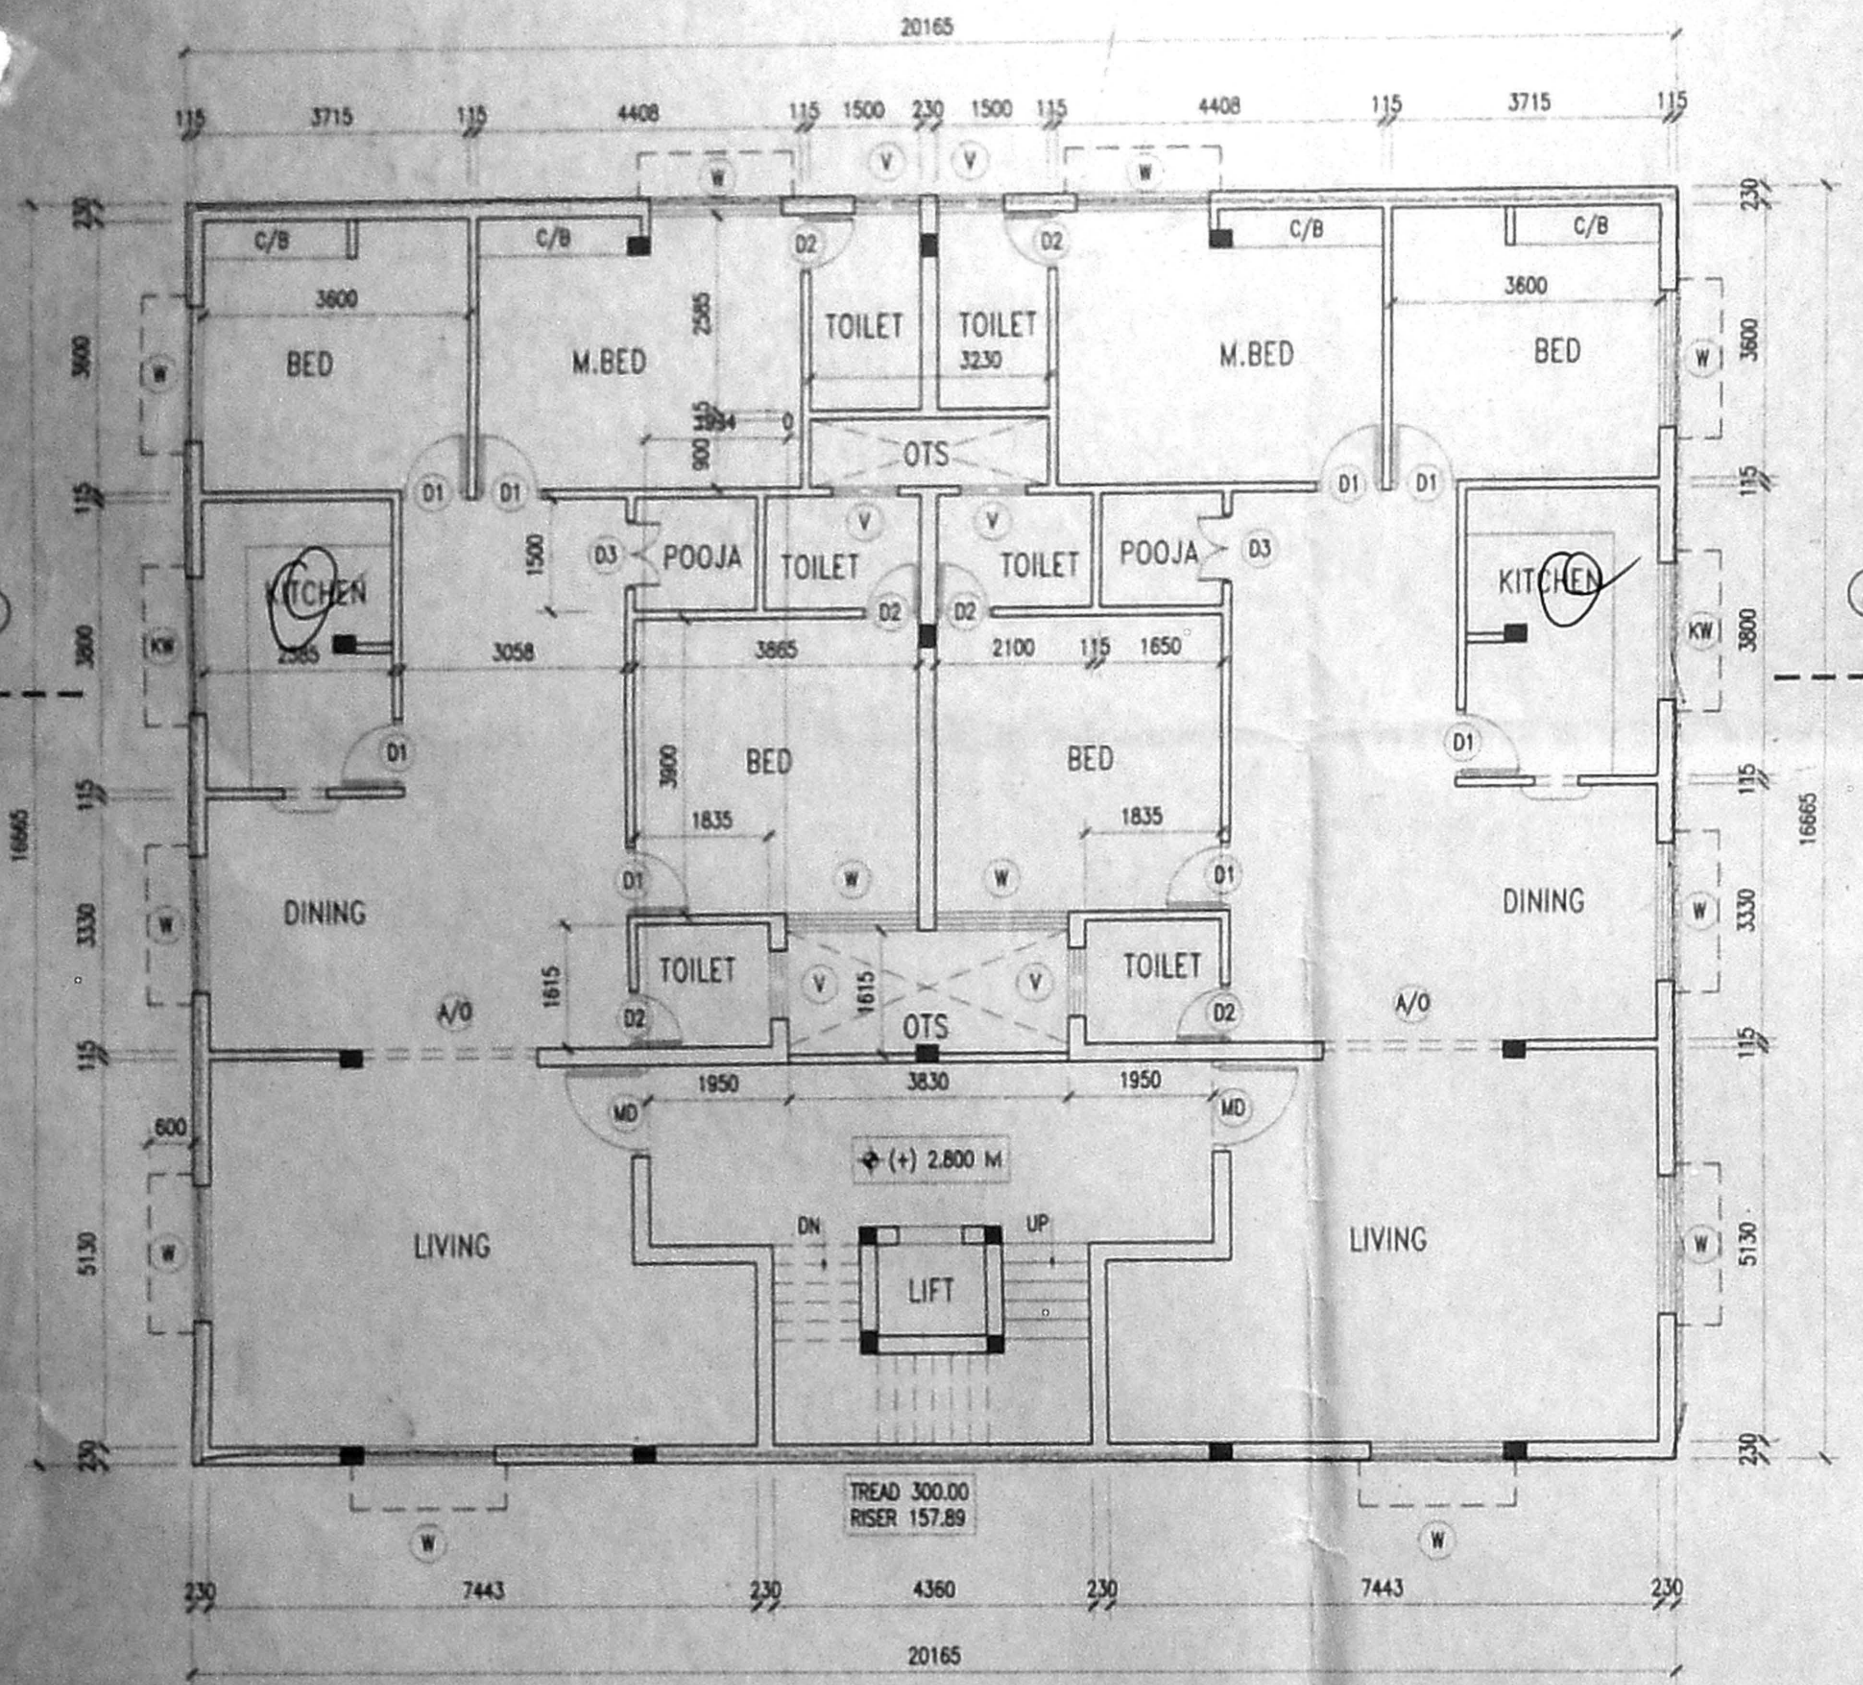 20165
115 3715 115 4408 115 1500 230 1500 115 4408 115 3715 115
V V
W W
230 230
C/B C/B D2 D2 C/B C/B
3600 3600
2585
TOILET TOILET
3230
3600 W BED M.BED M.BED BED W 3600
115
0
900 OTS
115 D1 D1 D1 D1 115
V V
1500 D3 POOJA TOILET TOILET POOJA D3
KITCHEN KITCHEN
D2 D2
3800 KW KW 3800
2585 3058 3865 2100 115 1650
D1 D1
3900 BED BED
115 115
1835 1835
16665 16665
D1 W W D1
3330 W DINING DINING W 3330
TOILET TOILET
1615 V 1615 V
A/O D2 OTS D2 A/O
115 115
1950 3830 1950
600 MD MD
(+) 2.800 M
DN UP
5130 W LIVING LIVING W 5130
LIFT
230 230
TREAD 300.00
RISER 157.89
W W
230 7443 230 4360 230 7443 230
20165